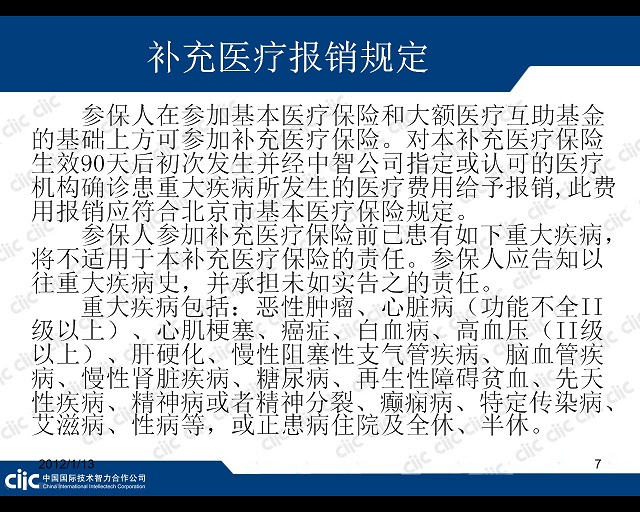 补充医疗报销规定
参保人在参加基本医疗保险和大额医疗互助基金
的基础上方可参加补充医疗保险。对本补充医疗保险
生效90天后初次发生并经中智公司指定或认可的医疗
机构确诊患重大疾病所发生的医疗费用给予报销,此费
用报销应符合北京市基本医疗保险规定。
参保人参加补充医疗保险前已患有如下重大疾病，
将不适用于本补充医疗保险的责任。参保人应告知以
往重大疾病史，并承担未如实告之的责任。
重大疾病包括：恶性肿瘤、心脏病（功能不全II
级以上）、心肌梗塞、癌症、白血病、高血压（II级
以上）、肝硬化、慢性阻塞性支气管疾病、脑血管疾
病、慢性肾脏疾病、糖尿病、再生性障碍贫血、先天
性疾病、精神病或者精神分裂、癫痫病、特定传染病、
艾滋病、性病等，或正患病住院及全休、半休。
2012/1/13
7
ciic 中国国际技术智力合作公司
China International Intellectech Corporation